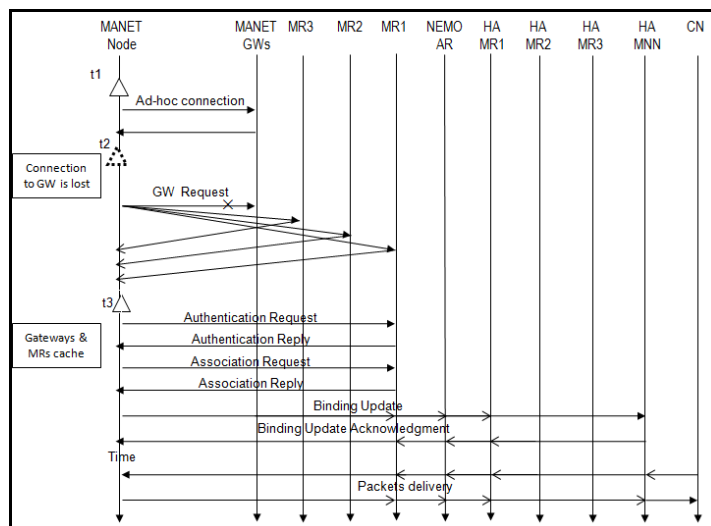 MANET Node
MANET GWs
MR3
MR2
MR1
NEMO AR
HA MR1
HA MR2
HA MR3
HA MNN
CN
t1
Ad-hoc connection
t2
Connection to GW is lost
GW Request
t3
Authentication Request
Gateways & MRs cache
Authentication Reply
Association Request
Association Reply
Binding Update
Binding Update Acknowledgment
Time
Packets delivery